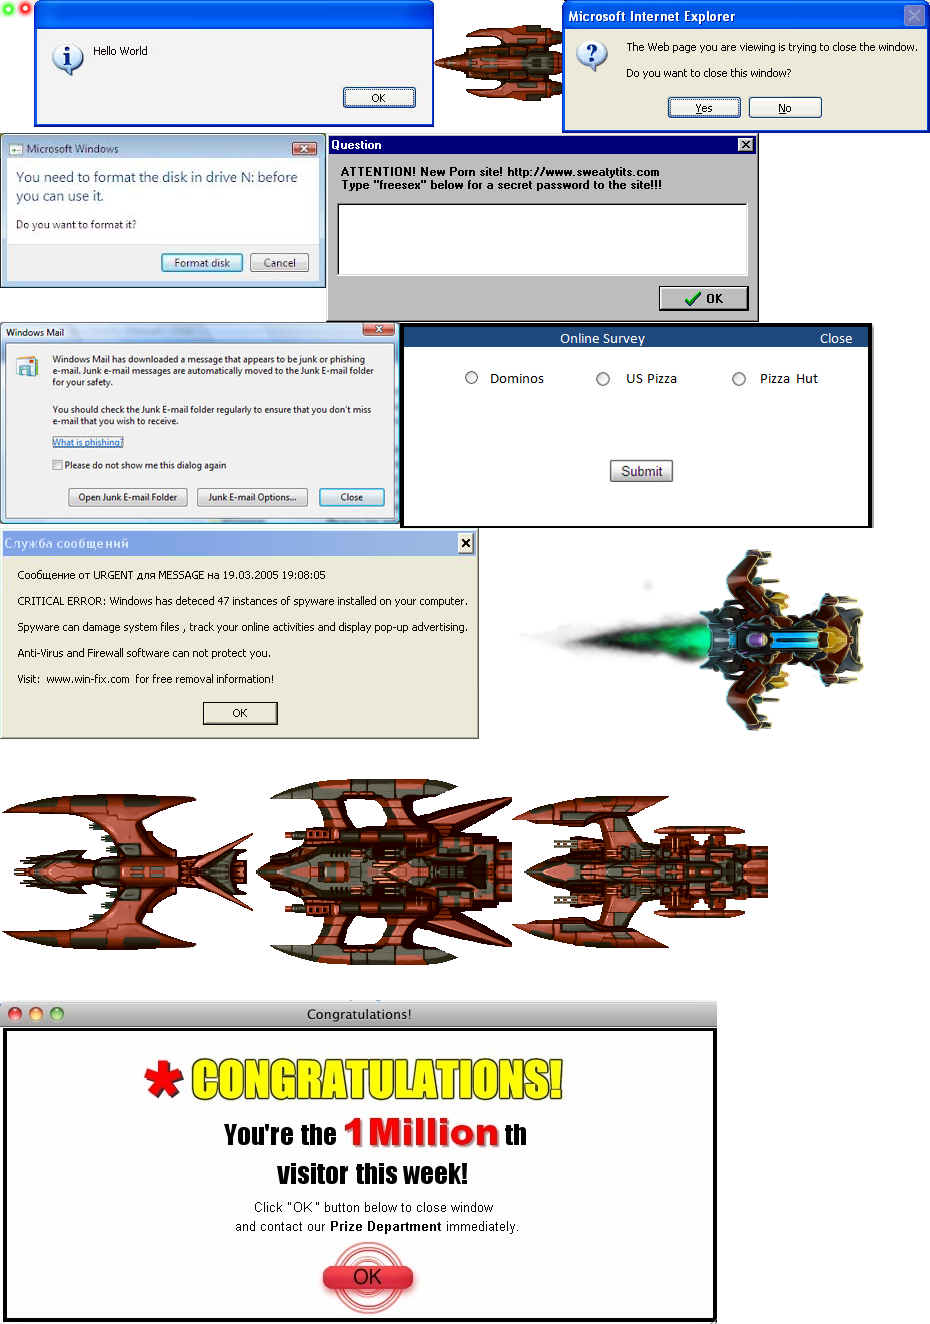 Hello World
OK
Microsoft Internet Explorer
The Web page you are viewing is trying to close the window.
Do you want to close this window?
Yes No
Microsoft Windows
You need to format the disk in drive N: before
you can use it.
Do you want to format it?
Format disk Cancel
Question
ATTENTION! New Porn site! http://www.sweatytits.com
Type "freesex" below for a secret password to the site!!!
OK
Windows Mail
Windows Mail has downloaded a message that appears to be junk or phishing
e-mail. Junk e-mail messages are automatically moved to the Junk E-mail folder
for your safety.
You should check the Junk E-mail folder regularly to ensure that you don't miss
e-mail that you wish to receive.
What is phishing?
Please do not show me this dialog again
Open Junk E-mail Folder Junk E-mail Options... Close
Online Survey Close
Dominos US Pizza Pizza Hut
Submit
Служба сообщений
Сообщение от URGENT для MESSAGE на 19.03.2005 19:08:05
CRITICAL ERROR: Windows has deteced 47 instances of spyware installed on your computer.
Spyware can damage system files , track your online activities and display pop-up advertising.
Anti-Virus and Firewall software can not protect you.
Visit: www.win-fix.com for free removal information!
OK
Congratulations!
* CONGRATULATIONS!
You're the 1 Million th
visitor this week!
Click "OK" button below to close window
and contact our Prize Department immediately.
OK